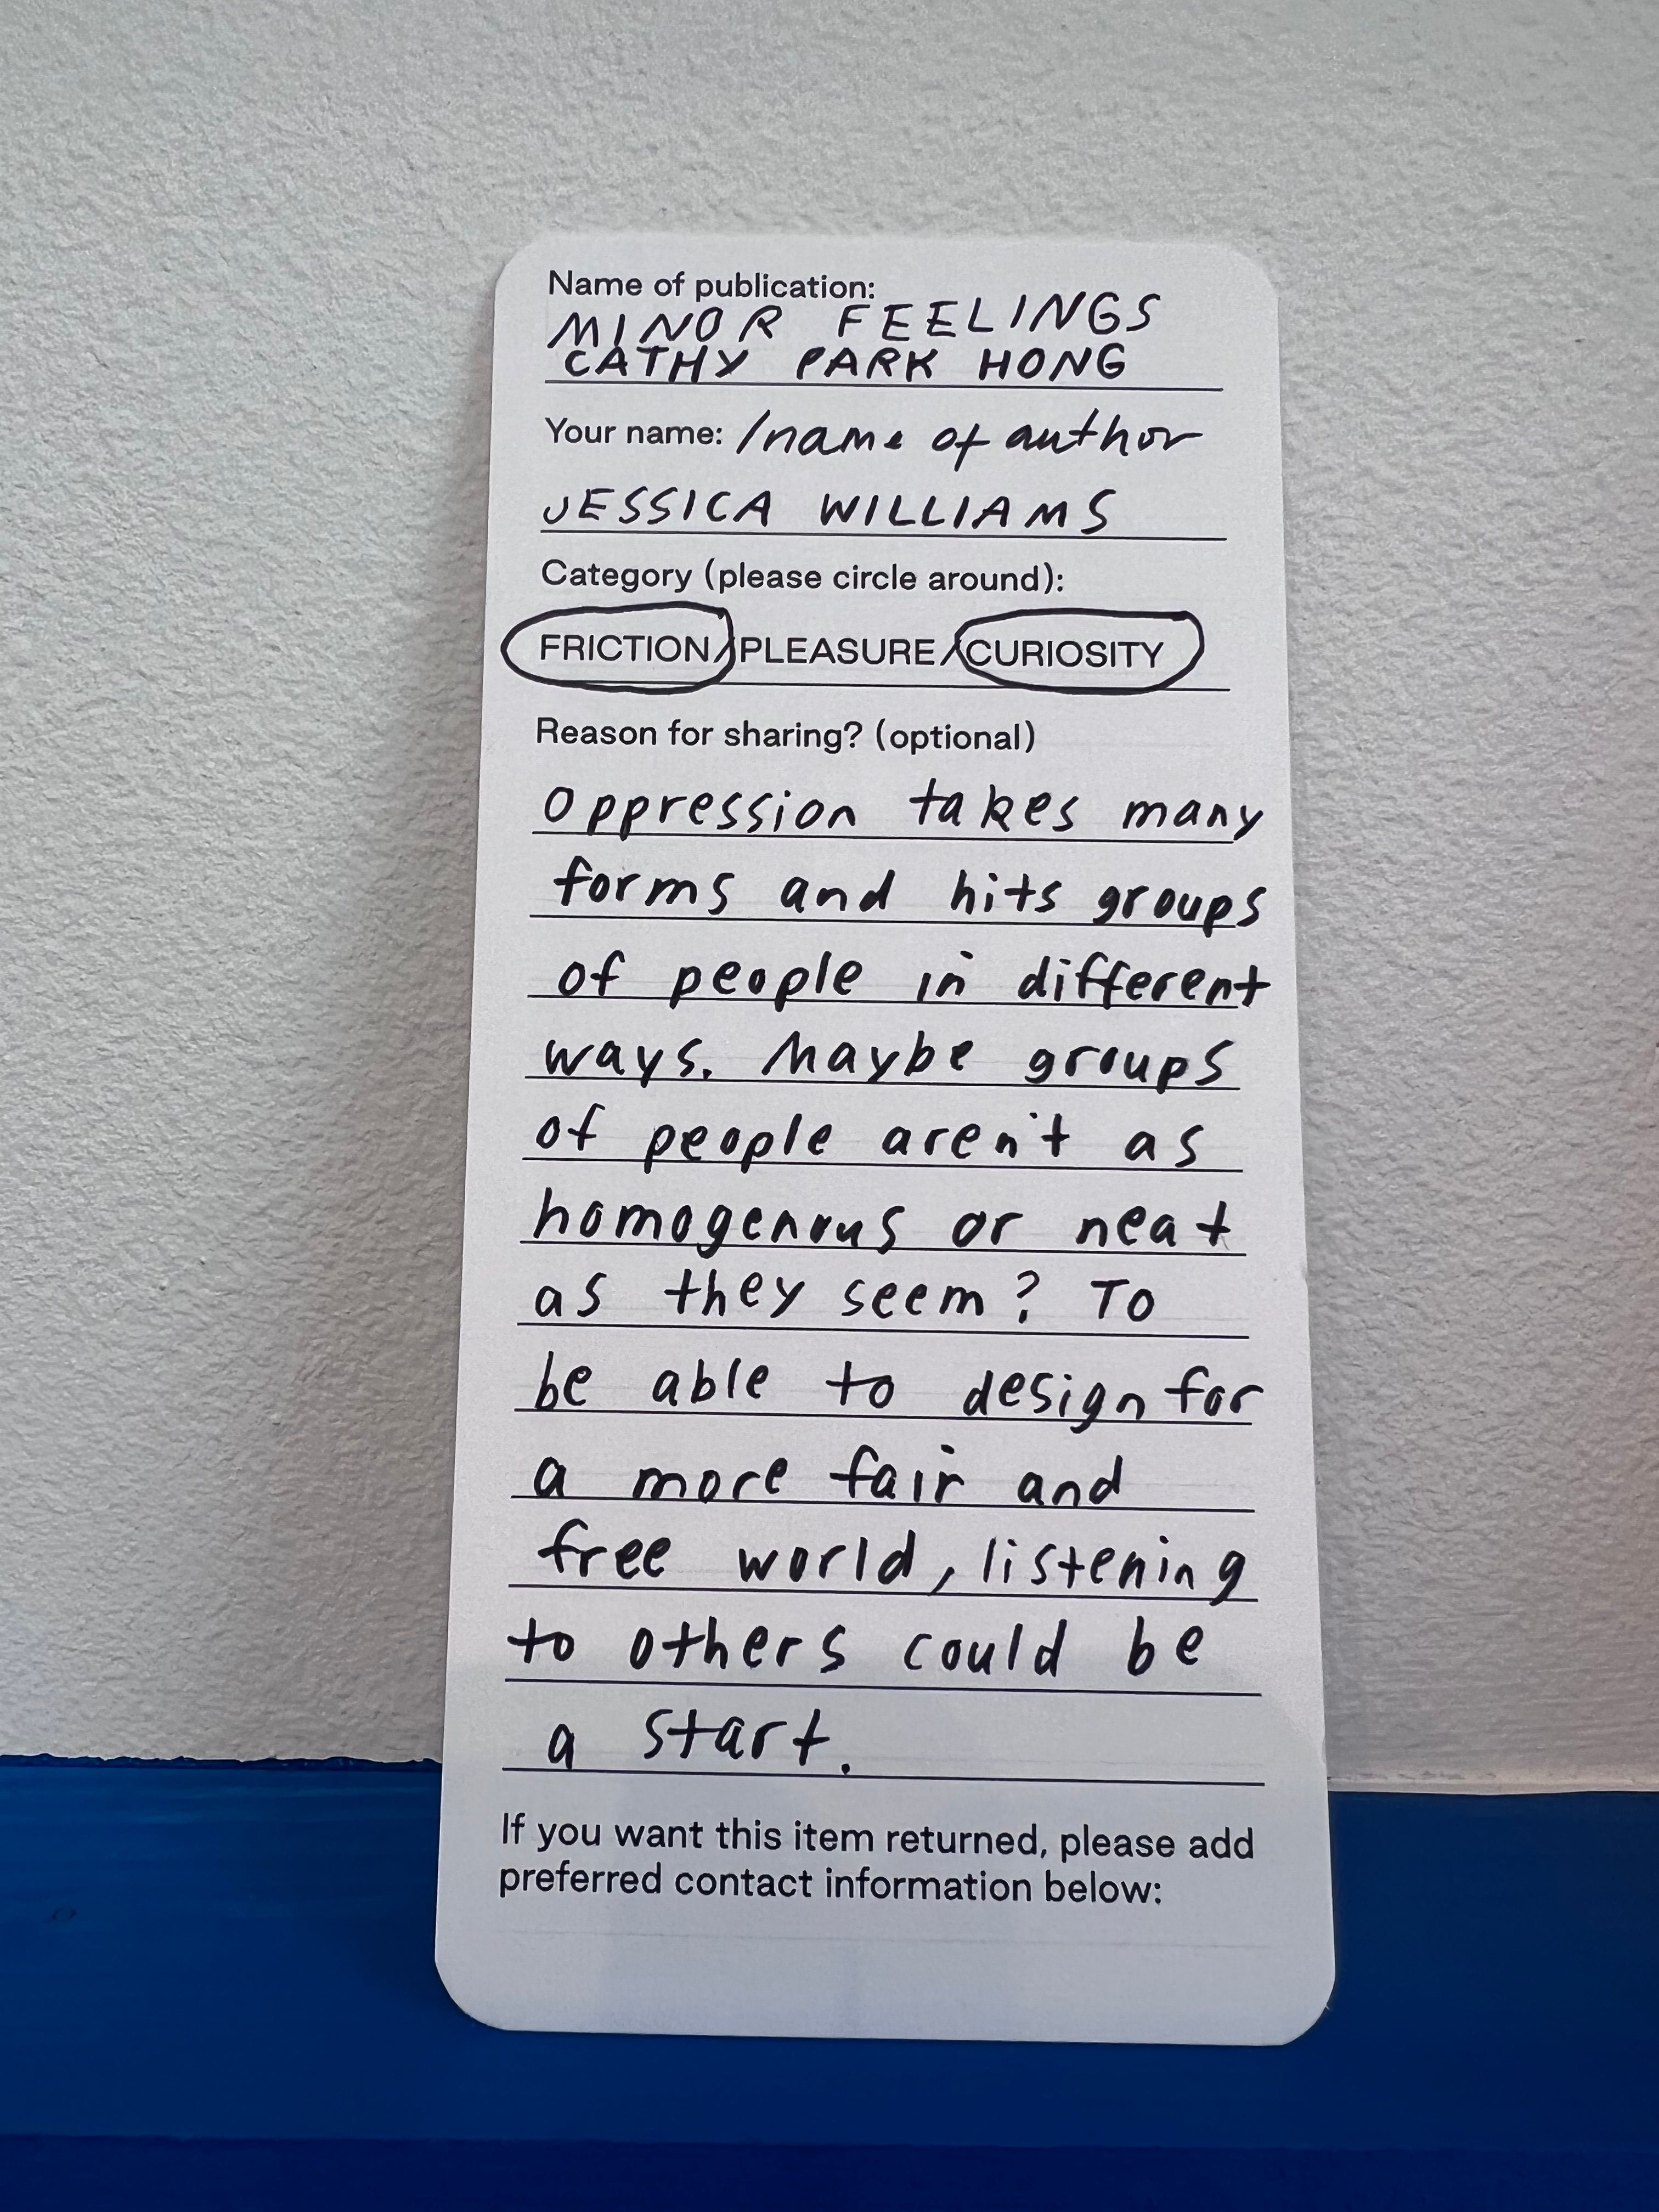 Name of publication:
MINOR FEELINGS
CATHY PARK HONG
Your name: /name of author
JESSICA WILLIAMS
Category (please circle around):
FRICTION/PLEASURE/CURIOSITY
Reason for sharing? (optional)
Oppression takes many
forms and hits groups
of people in different
ways. Maybe groups
of people aren't as
homogenous or neat
as they seem? To
be able to design for
a more fair and
free world, listening
to others could be
a start.
If you want this item returned, please add
preferred contact information below: